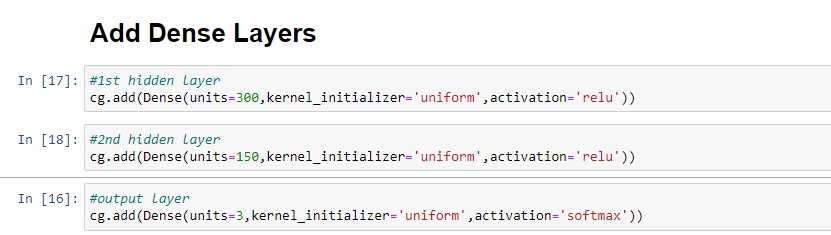 Add Dense Layers
In [17]: #1st hidden layer
cg.add(Dense(units=300,kernel_initializer='uniform',activation='relu'))
In [18]: #2nd hidden layer
cg.add(Dense(units=150,kernel_initializer='uniform',activation='relu'))
In [16]: #output layer
cg.add(Dense(units=3,kernel_initializer='uniform',activation='softmax'))